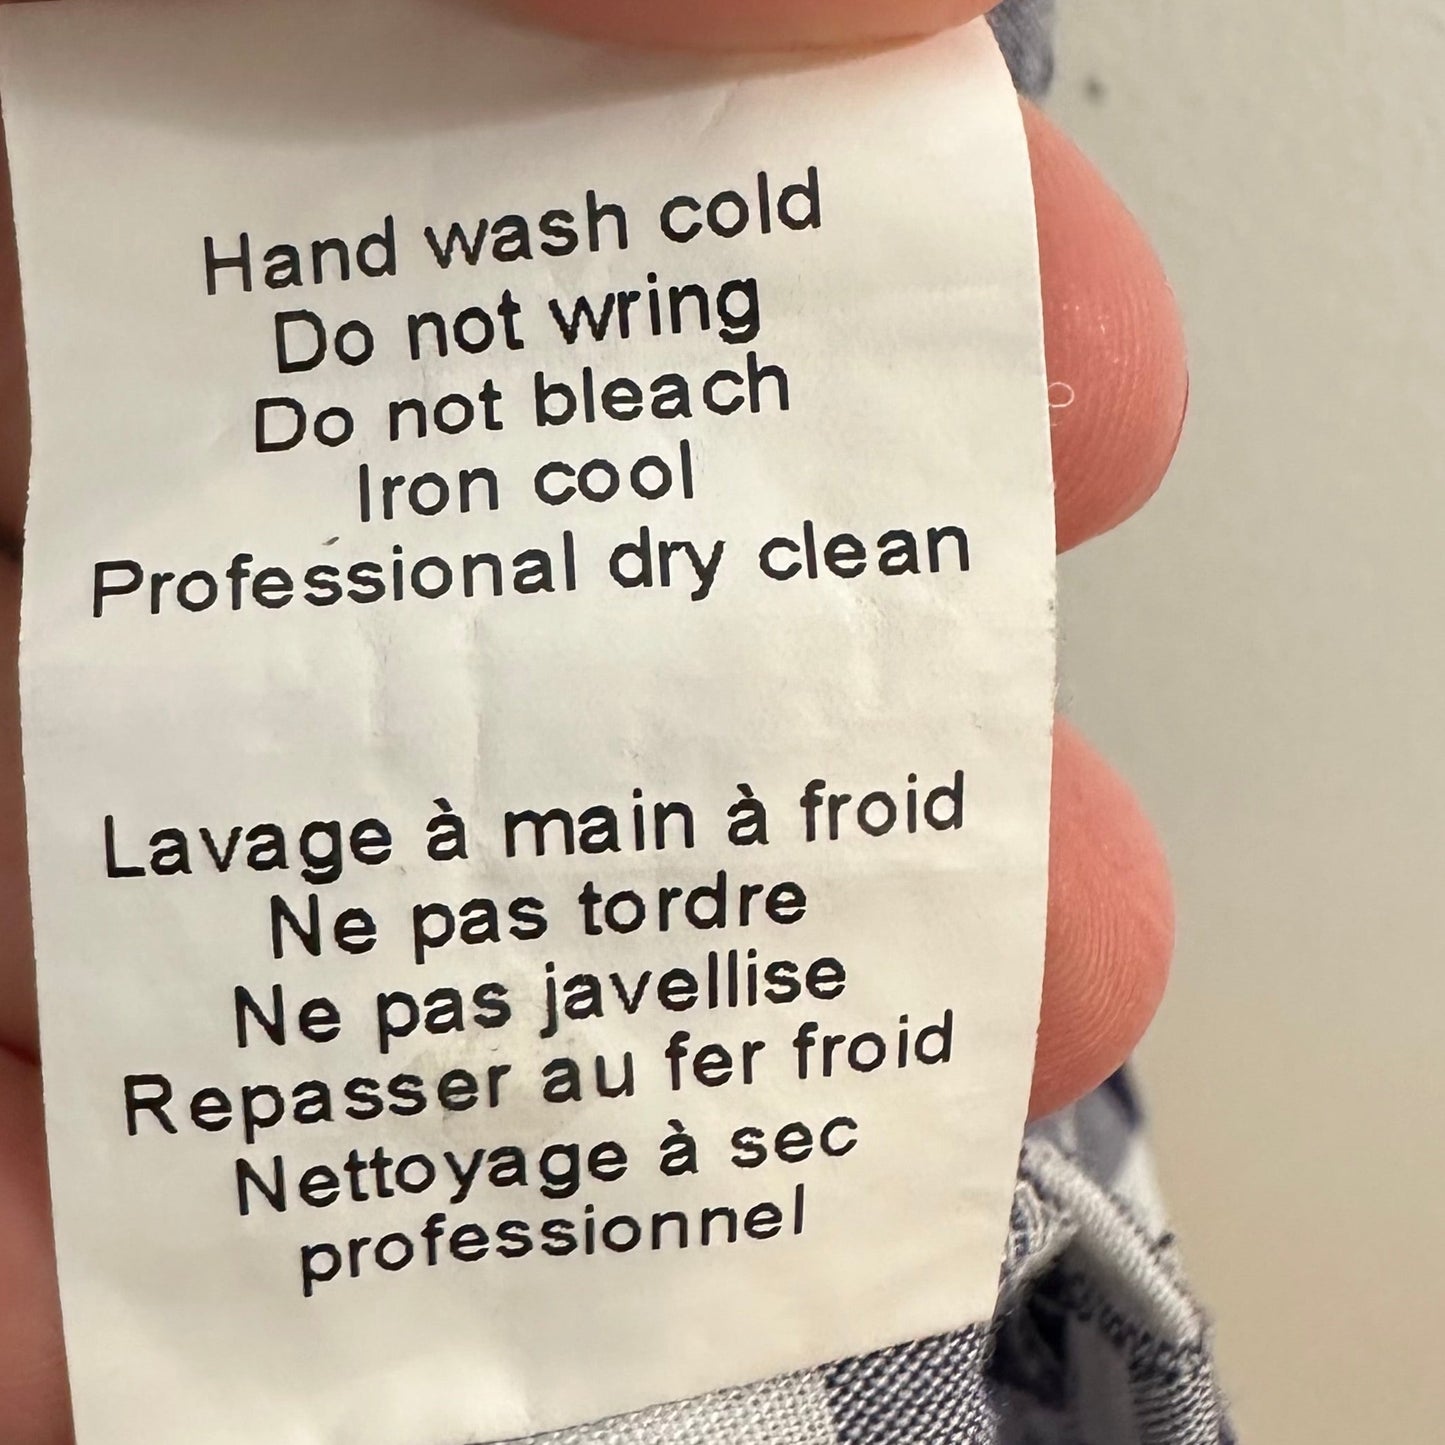 Hand wash cold
Do not wring
Do not bleach
Iron cool
Professional dry clean
Lavage à main à froid
Ne pas tordre
Ne pas javellise
Repasser au fer froid
Nettoyage à sec
professionnel